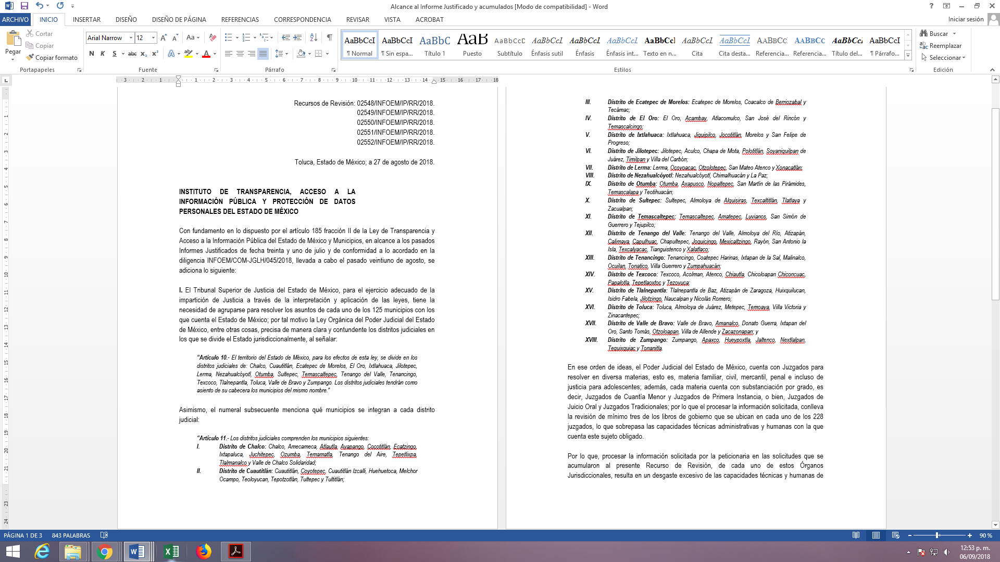 Alcance al Informe Justificado y acumulados [Modo de compatibilidad] - Word
ARCHIVO INICIO INSERTAR DISEÑO DISEÑO DE PÁGINA REFERENCIAS CORRESPONDENCIA REVISAR VISTA ACROBAT
Iniciar sesión
Pegar
Cortar
Copiar
Copiar formato
Portapapeles
Arial Narrow 12
Fuente
Párrafo
AaBbCcI AaBbCcI AaBbC AaB AaBbCcD AaBbCcI AaBbCcI AaBbCcI AaBbCcI AaBbCcI AaBbCcI AABBCC AABBCC AaBbCcI AaBbCcI
¶ Normal ¶ Sin espa... Título 1 Puesto Subtítulo Énfasis sutil Énfasis Énfasis int... Texto en n... Cita Cita desta... Referencia... Referencia... Título del... ¶ Párrafo...
Estilos
Buscar
Reemplazar
Seleccionar
Edición
Recursos de Revisión: 02548/INFOEM/IP/RR/2018.
02549/INFOEM/IP/RR/2018.
02550/INFOEM/IP/RR/2018.
02551/INFOEM/IP/RR/2018.
02552/INFOEM/IP/RR/2018.
Toluca, Estado de México; a 27 de agosto de 2018.
INSTITUTO DE TRANSPARENCIA, ACCESO A LA
INFORMACIÓN PÚBLICA Y PROTECCIÓN DE DATOS
PERSONALES DEL ESTADO DE MÉXICO
Con fundamento en lo dispuesto por el artículo 185 fracción II de la Ley de Transparencia y
Acceso a la Información Pública del Estado de México y Municipios, en alcance a los pasados
Informes Justificados de fecha treinta y uno de julio y de conformidad a lo acordado en la
diligencia INFOEM/COM-JGLH/045/2018, llevada a cabo el pasado veintiuno de agosto, se
adiciona lo siguiente:
I. El Tribunal Superior de Justicia del Estado de México, para el ejercicio adecuado de la
impartición de Justicia a través de la interpretación y aplicación de las leyes, tiene la
necesidad de agruparse para resolver los asuntos de cada uno de los 125 municipios con los
que cuenta el Estado de México; por tal motivo la Ley Orgánica del Poder Judicial del Estado
de México, entre otras cosas, precisa de manera clara y contundente los distritos judiciales en
los que se divide el Estado jurisdiccionalmente, al señalar:
"Artículo 10.- El territorio del Estado de México, para los efectos de esta ley, se divide en los
distritos judiciales de: Chalco, Cuautitlán, Ecatepec de Morelos, El Oro, Ixtlahuaca, Jilotepec,
Lerma, Nezahualcóyotl, Otumba, Sultepec, Temascaltepec, Tenango del Valle, Tenancingo,
Texcoco, Tlalnepantla, Toluca, Valle de Bravo y Zumpango. Los distritos judiciales tendrán como
asiento de su cabecera los municipios del mismo nombre."
Asimismo, el numeral subsecuente menciona qué municipios se integran a cada distrito
judicial:
"Artículo 11.- Los distritos judiciales comprenden los municipios siguientes:
I. Distrito de Chalco: Chalco, Amecameca, Atlautla, Ayapango, Cocotitlán, Ecatzingo,
Ixtapaluca, Juchitepec, Ozumba, Temamatla, Tenango del Aire, Tepetlixpa,
Tlalmanalco y Valle de Chalco Solidaridad;
II. Distrito de Cuautitlán: Cuautitlán, Coyotepec, Cuautitlán Izcalli, Huehuetoca, Melchor
Ocampo, Teoloyucan, Tepotzotlán, Tultepec y Tultitlán;
III. Distrito de Ecatepec de Morelos: Ecatepec de Morelos, Coacalco de Berriozabal y
Tecámac;
IV. Distrito de El Oro: El Oro, Acambay, Atlacomulco, San José del Rincón y
Temascalcingo;
V. Distrito de Ixtlahuaca: Ixtlahuaca, Jiquipilco, Jocotitlán, Morelos y San Felipe de
Progreso;
VI. Distrito de Jilotepec: Jilotepec, Aculco, Chapa de Mota, Polotitlán, Soyaniquilpan de
Juárez, Timilpan y Villa del Carbón;
VII. Distrito de Lerma: Lerma, Ocoyoacac, Otzolotepec, San Mateo Atenco y Xonacatlán;
VIII. Distrito de Nezahualcóyotl: Nezahualcóyotl, Chimalhuacán y La Paz;
IX. Distrito de Otumba: Otumba, Axapusco, Nopaltepec, San Martín de las Pirámides,
Temascalapa y Teotihuacán;
X. Distrito de Sultepec: Sultepec, Almoloya de Alquisiras, Texcaltitlán, Tlatlaya y
Zacualpan;
XI. Distrito de Temascaltepec: Temascaltepec, Amatepec, Luvianos, San Simón de
Guerrero y Tejupilco;
XII. Distrito de Tenango del Valle: Tenango del Valle, Almoloya del Río, Atizapán,
Calimaya, Capulhuac, Chapultepec, Joquicingo, Mexicaltzingo, Rayón, San Antonio la
Isla, Texcalyacac, Tianguistenco y Xalatlaco;
XIII. Distrito de Tenancingo: Tenancingo, Coatepec Harinas, Ixtapan de la Sal, Malinalco,
Ocuilan, Tonatico, Villa Guerrero y Zumpahuacán;
XIV. Distrito de Texcoco: Texcoco, Acolman, Atenco, Chiautla, Chicoloapan Chiconcuac,
Papalotla, Tepetlaoxtoc y Tezoyuca;
XV. Distrito de Tlalnepantla: Tlalnepantla de Baz, Atizapán de Zaragoza, Huixquilucan,
Isidro Fabela, Jilotzingo, Naucalpan y Nicolás Romero;
XVI. Distrito de Toluca: Toluca, Almoloya de Juárez, Metepec, Temoaya, Villa Victoria y
Zinacantepec;
XVII. Distrito de Valle de Bravo: Valle de Bravo, Amanalco, Donato Guerra, Ixtapan del
Oro, Santo Tomás, Otzoloapan, Villa de Allende y Zacazonapan; y
XVIII. Distrito de Zumpango: Zumpango, Apaxco, Hueypoxtla, Jaltenco, Nextlalpan,
Tequixquiac y Tonanitla.
En ese orden de ideas, el Poder Judicial del Estado de México, cuenta con Juzgados para
resolver en diversa materias, esto es, materia familiar, civil, mercantil, penal e incluso de
justicia para adolescentes; además, cada materia cuenta con substanciación por grado, es
decir, Juzgados de Cuantía Menor y Juzgados de Primera Instancia, o bien, Juzgados de
Juicio Oral y Juzgados Tradicionales; por lo que el procesar la información solicitada, conlleva
la revisión de mínimo tres de los libros de gobierno que se ubican en cada uno de los 228
juzgados, lo que sobrepasa las capacidades técnicas administrativas y humanas con la que
cuenta este sujeto obligado.
Por lo que, procesar la información solicitada por la peticionaria en las solicitudes que se
acumularon al presente Recurso de Revisión, de cada uno de estos Órganos
Jurisdiccionales, resulta en un desgaste excesivo de las capacidades técnicas y humanas de
PÁGINA 1 DE 3 843 PALABRAS
90 %
12:53 p. m.
06/09/2018